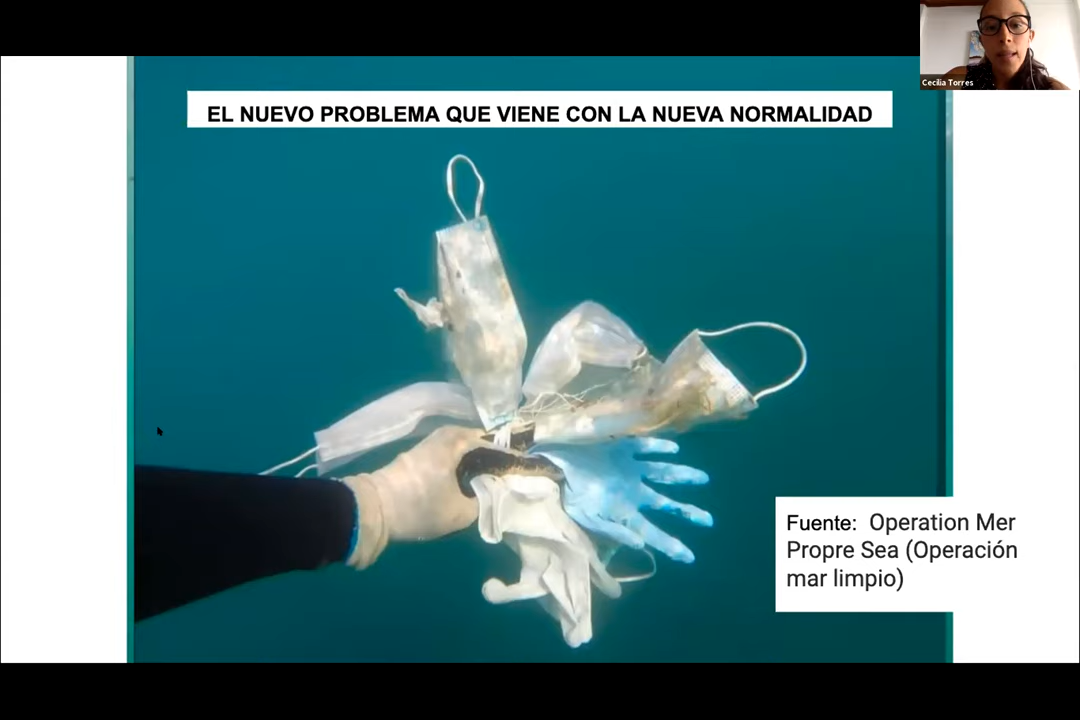 Cecilia Torres
EL NUEVO PROBLEMA QUE VIENE CON LA NUEVA NORMALIDAD
Fuente: Operation Mer
Propre Sea (Operación
mar limpio)